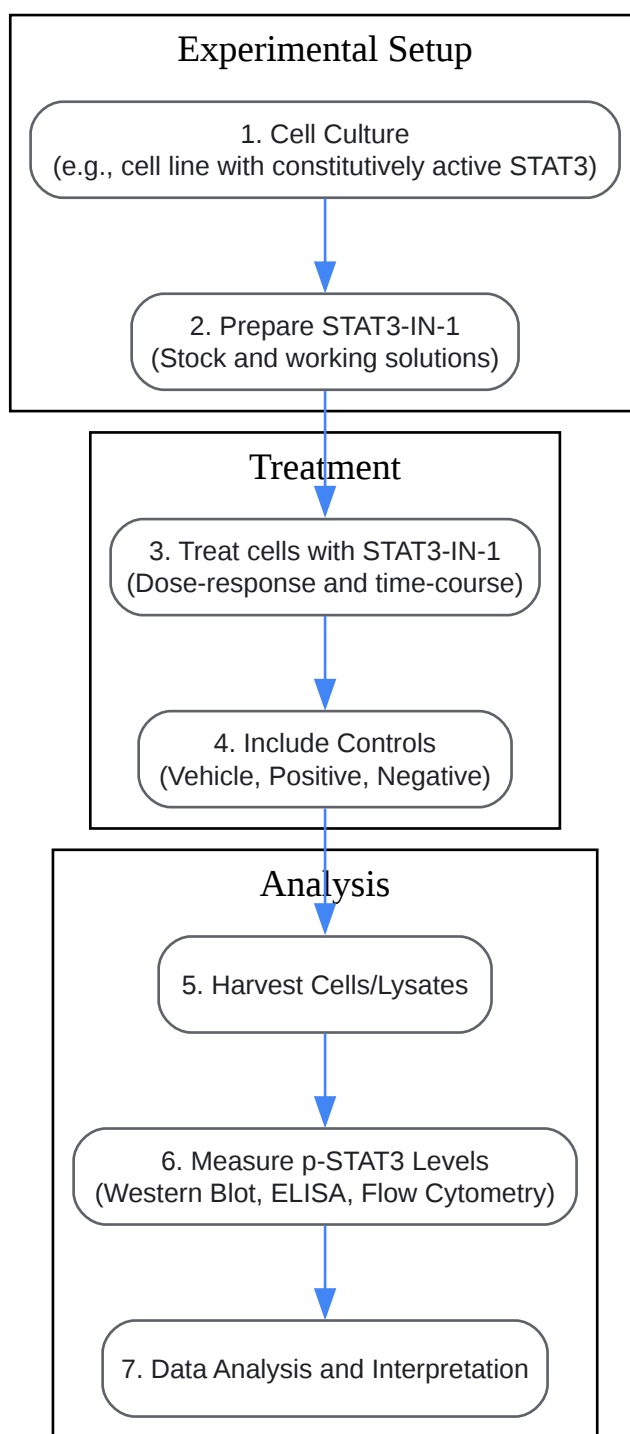 Experimental Setup
1. Cell Culture
(e.g., cell line with constitutively active STAT3)
2. Prepare STAT3-IN-1
(Stock and working solutions)
Treatment
3. Treat cells with STAT3-IN-1
(Dose-response and time-course)
4. Include Controls
(Vehicle, Positive, Negative)
Analysis
5. Harvest Cells/Lysates
6. Measure p-STAT3 Levels
(Western Blot, ELISA, Flow Cytometry)
7. Data Analysis and Interpretation